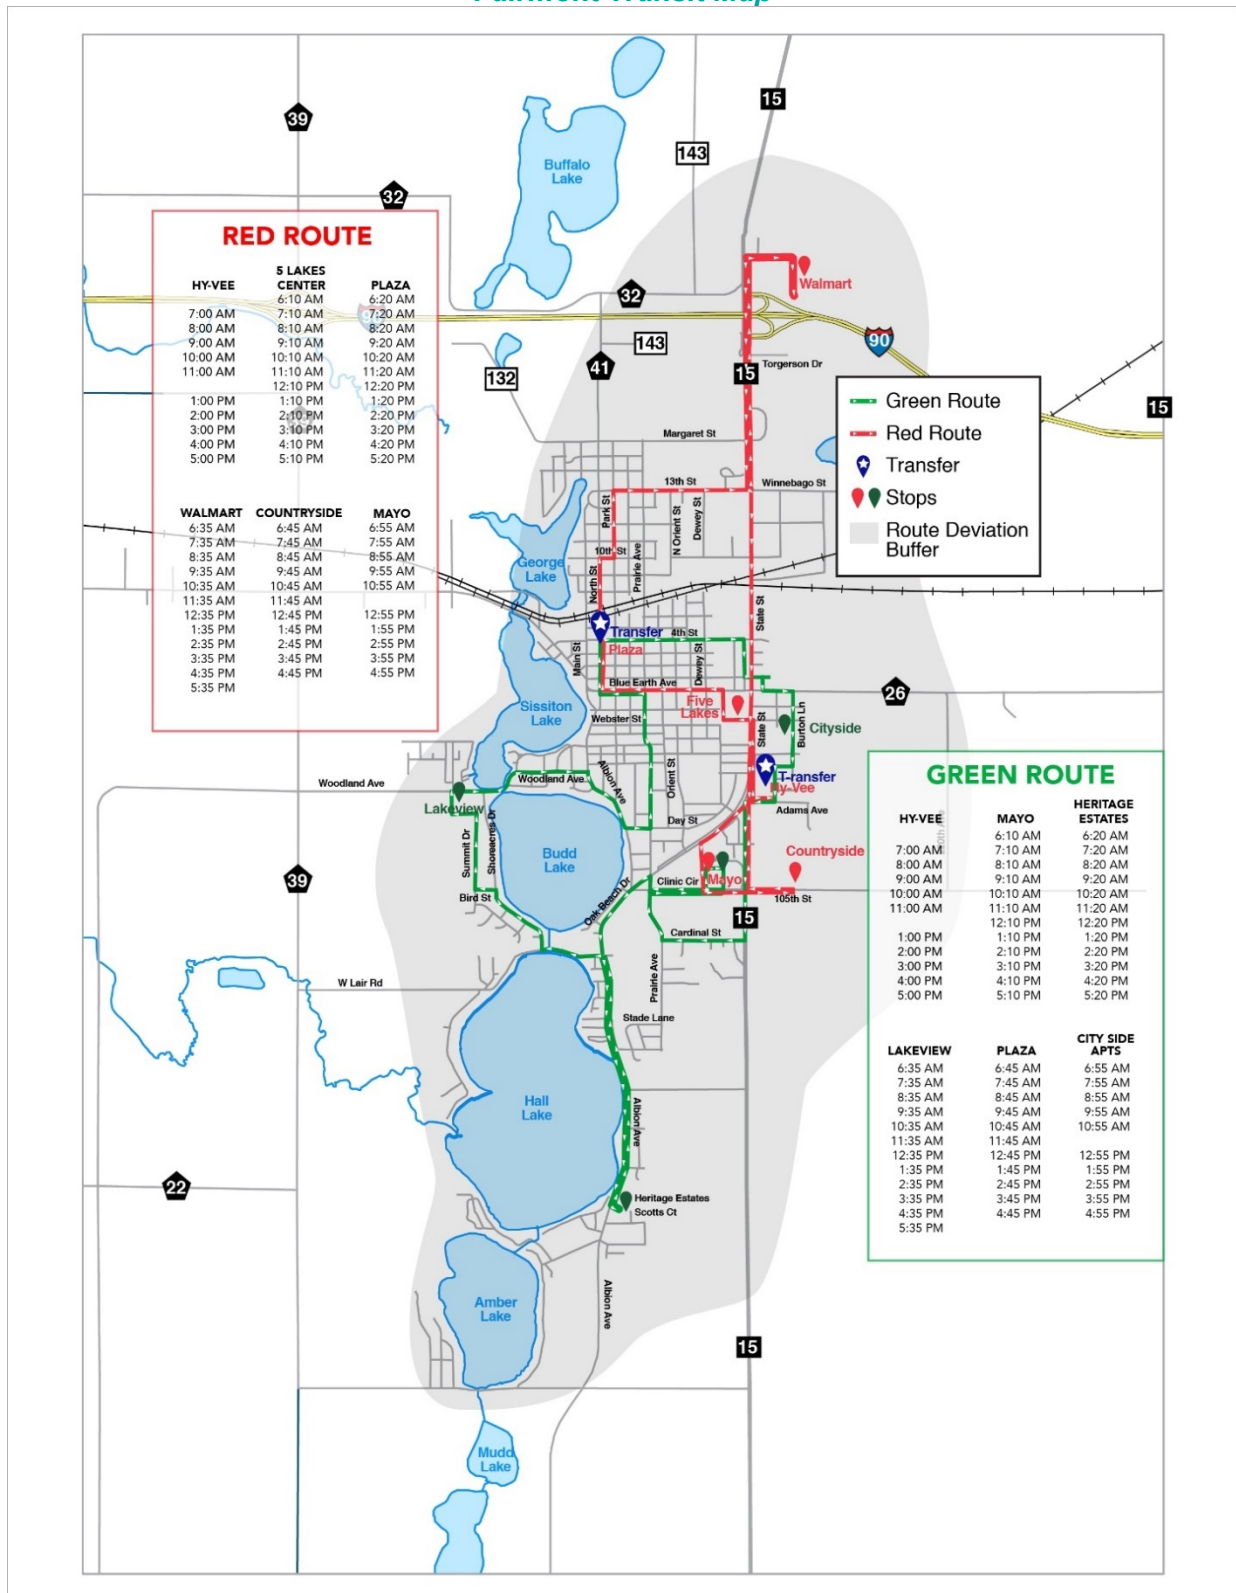 Fairmont Transit Map
39
15
143
Buffalo
Lake
32
RED ROUTE
HY-VEE 5 LAKES CENTER PLAZA
6:10 AM 6:20 AM
7:00 AM 7:10 AM 7:20 AM
8:00 AM 8:10 AM 8:20 AM
9:00 AM 9:10 AM 9:20 AM
10:00 AM 10:10 AM 10:20 AM
11:00 AM 11:10 AM 11:20 AM
12:10 PM 12:20 PM
1:00 PM 1:10 PM 1:20 PM
2:00 PM 2:10 PM 2:20 PM
3:00 PM 3:10 PM 3:20 PM
4:00 PM 4:10 PM 4:20 PM
5:00 PM 5:10 PM 5:20 PM
WALMART COUNTRYSIDE MAYO
6:35 AM 6:45 AM 6:55 AM
7:35 AM 7:45 AM 7:55 AM
8:35 AM 8:45 AM 8:55 AM
9:35 AM 9:45 AM 9:55 AM
10:35 AM 10:45 AM 10:55 AM
11:35 AM 11:45 AM
12:35 PM 12:45 PM 12:55 PM
1:35 PM 1:45 PM 1:55 PM
2:35 PM 2:45 PM 2:55 PM
3:35 PM 3:45 PM 3:55 PM
4:35 PM 4:45 PM 4:55 PM
5:35 PM
Walmart
32
143
90
41
132
15
Torgerson Dr
15
Green Route
Red Route
Transfer
Stops
Route Deviation
Buffer
Margaret St
13th St
Winnebago St
Park St
N Orient St
Dewey St
10th St
Prairie Ave
North St
George
Lake
State St
Transfer
4th St
Plaza
Main St
Dewey St
Blue Earth Ave
26
Sissiton
Lake
Five
Lakes
Webster St
State St
Burton Ln
Cityside
Woodland Ave
Woodland Ave
Albion Ave
Orient St
T-ransfer
ly-Vee
Lakeview
Adams Ave
Summit Dr
Shoreacres Dr
Day St
Budd
Lake
Countryside
Mayo
39
Clinic Cir
Bird St
Oak Beach Dr
105th St
15
Cardinal St
W Lair Rd
Prairie Ave
Stade Lane
GREEN ROUTE
HY-VEE MAYO HERITAGE ESTATES
6:10 AM 6:20 AM
7:00 AM 7:10 AM 7:20 AM
8:00 AM 8:10 AM 8:20 AM
9:00 AM 9:10 AM 9:20 AM
10:00 AM 10:10 AM 10:20 AM
11:00 AM 11:10 AM 11:20 AM
12:10 PM 12:20 PM
1:00 PM 1:10 PM 1:20 PM
2:00 PM 2:10 PM 2:20 PM
3:00 PM 3:10 PM 3:20 PM
4:00 PM 4:10 PM 4:20 PM
5:00 PM 5:10 PM 5:20 PM
LAKEVIEW PLAZA CITY SIDE APTS
6:35 AM 6:45 AM 6:55 AM
7:35 AM 7:45 AM 7:55 AM
8:35 AM 8:45 AM 8:55 AM
9:35 AM 9:45 AM 9:55 AM
10:35 AM 10:45 AM 10:55 AM
11:35 AM 11:45 AM
12:35 PM 12:45 PM 12:55 PM
1:35 PM 1:45 PM 1:55 PM
2:35 PM 2:45 PM 2:55 PM
3:35 PM 3:45 PM 3:55 PM
4:35 PM 4:45 PM 4:55 PM
5:35 PM
Hall
Lake
Albion Ave
22
Heritage Estates
Scotts Ct
Amber
Lake
Albion Ave
15
Mudd
Lake